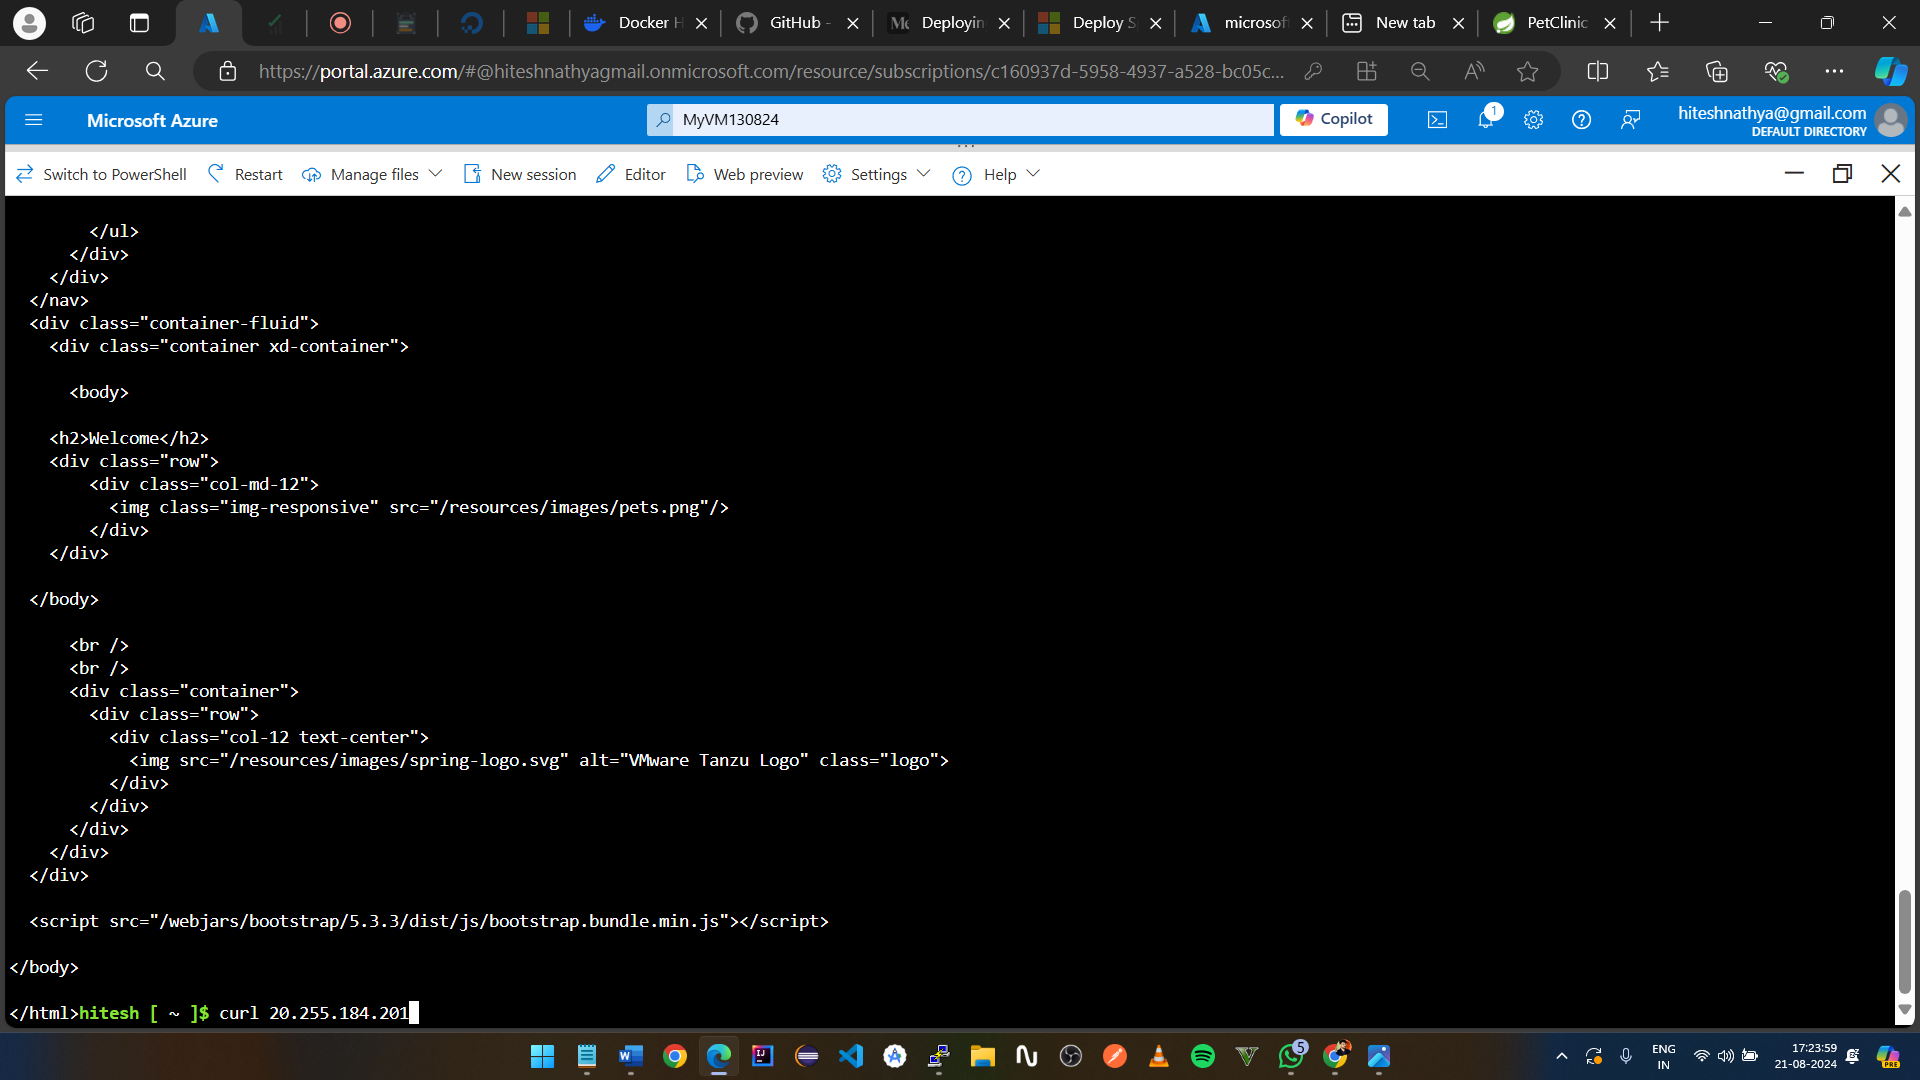 Docker H
GitHub -
Deployin
Deploy S
microsof
New tab
PetClinic
https://portal.azure.com/#@hiteshnathyagmail.onmicrosoft.com/resource/subscriptions/c160937d-5958-4937-a528-bc05c...
Microsoft Azure
MyVM130824
Copilot
1
hiteshnathya@gmail.com
DEFAULT DIRECTORY
Switch to PowerShell
Restart
Manage files
New session
Editor
Web preview
Settings
Help
</ul>
</div>
</div>
</nav>
<div class="container-fluid">
<div class="container xd-container">
<body>
<h2>Welcome</h2>
<div class="row">
<div class="col-md-12">
<img class="img-responsive" src="/resources/images/pets.png"/>
</div>
</div>
</body>
<br />
<br />
<div class="container">
<div class="row">
<div class="col-12 text-center">
<img src="/resources/images/spring-logo.svg" alt="VMware Tanzu Logo" class="logo">
</div>
</div>
</div>
</div>
</div>
<script src="/webjars/bootstrap/5.3.3/dist/js/bootstrap.bundle.min.js"></script>
</body>
</html>hitesh [ ~ ]$ curl 20.255.184.201
5
ENG
IN
17:23:59
21-08-2024
PRE